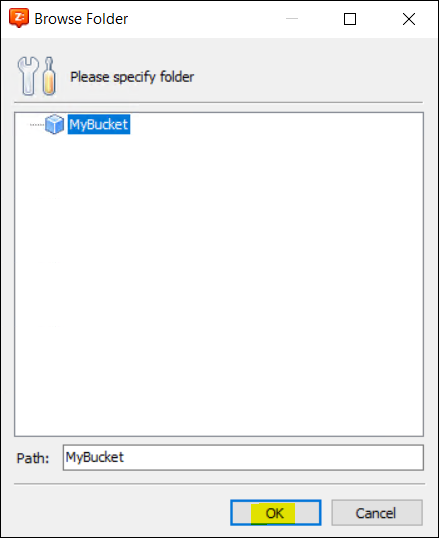 Browse Folder
Please specify folder
MyBucket
Path: MyBucket
OK Cancel